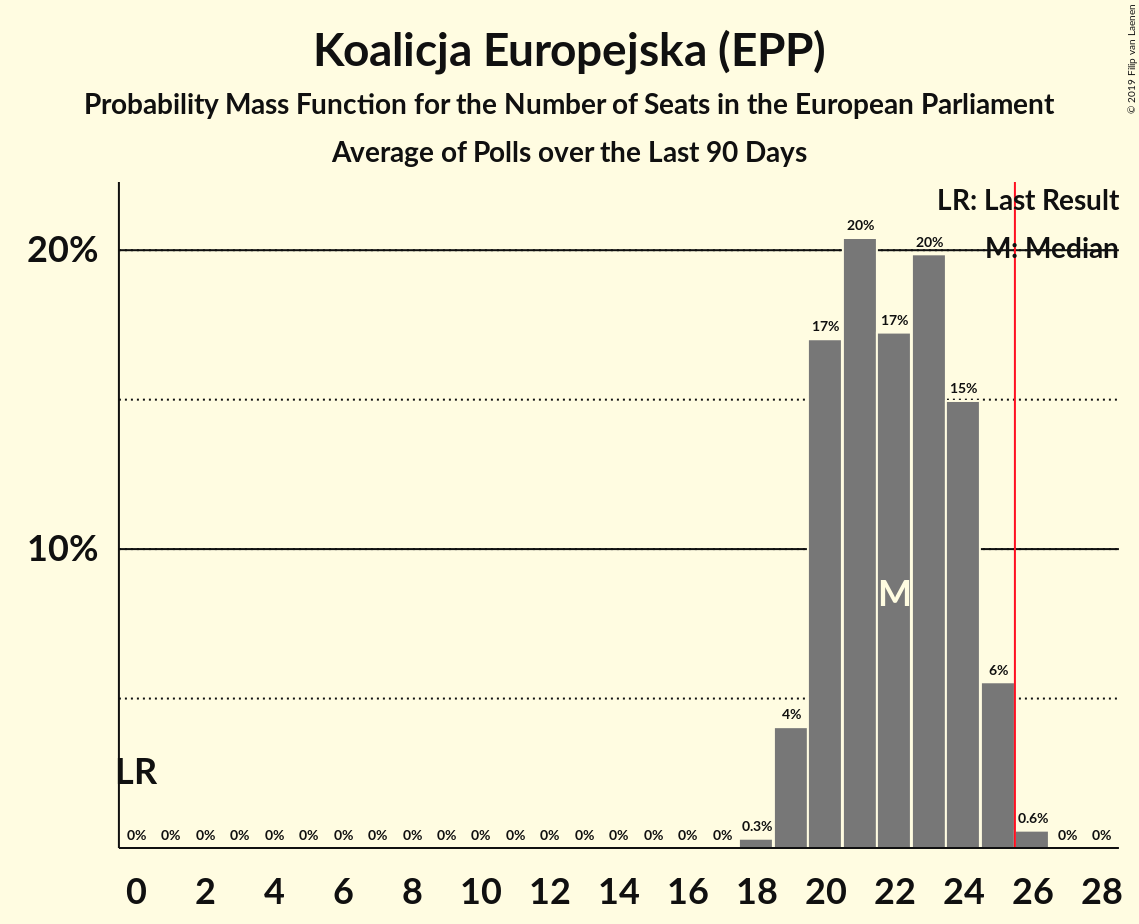 Koalicja Europejska (EPP)
Probability Mass Function for the Number of Seats in the European Parliament
Average of Polls over the Last 90 Days
© 2019 Filip van Laenen
LR: Last Result
M: Median
20%
10%
20%
20%
17%
17%
15%
M
6%
4%
LR
0% 0% 0% 0% 0% 0% 0% 0% 0% 0% 0% 0% 0% 0% 0% 0% 0% 0% 0.3% 0.6% 0% 0%
0 2 4 6 8 10 12 14 16 18 20 22 24 26 28